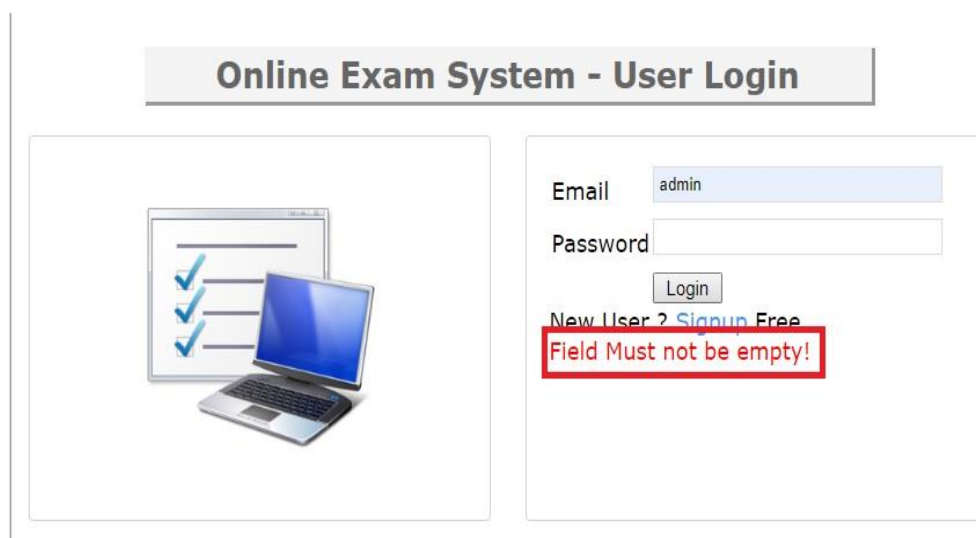 Online Exam System - User Login
Email admin
Password
Login
New User ? Signup Free
Field Must not be empty!